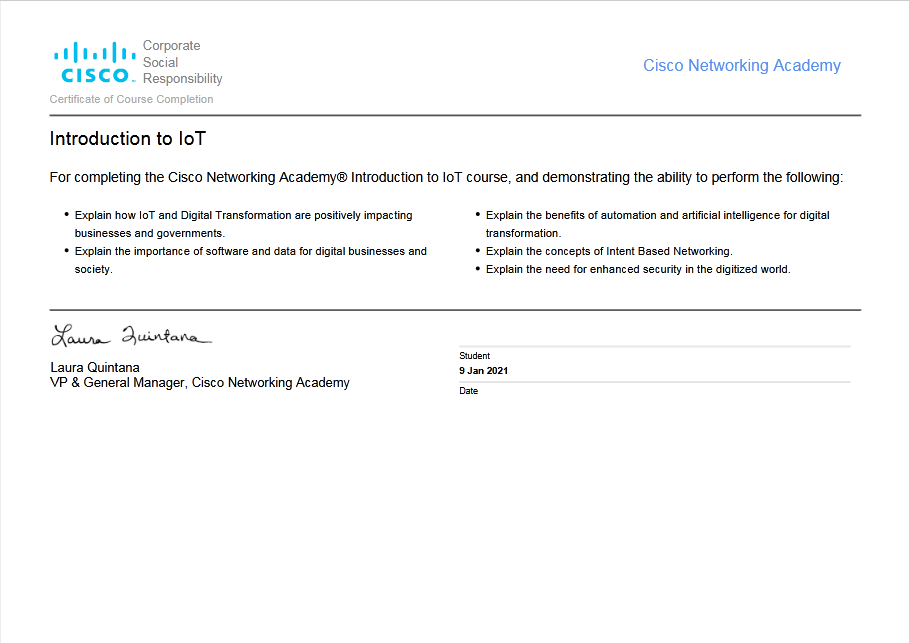 Corporate
Social
CISCO
Responsibility
Cisco Networking Academy
Certificate of Course Completion
Introduction to IoT
For completing the Cisco Networking Academy® Introduction to IoT course, and demonstrating the ability to perform the following:
• Explain how IoT and Digital Transformation are positively impacting
businesses and governments.
• Explain the importance of software and data for digital businesses and
society.
• Explain the benefits of automation and artificial intelligence for digital
transformation.
• Explain the concepts of Intent Based Networking.
• Explain the need for enhanced security in the digitized world.
Laura Quintana
Laura Quintana
VP & General Manager, Cisco Networking Academy
Student
9 Jan 2021
Date